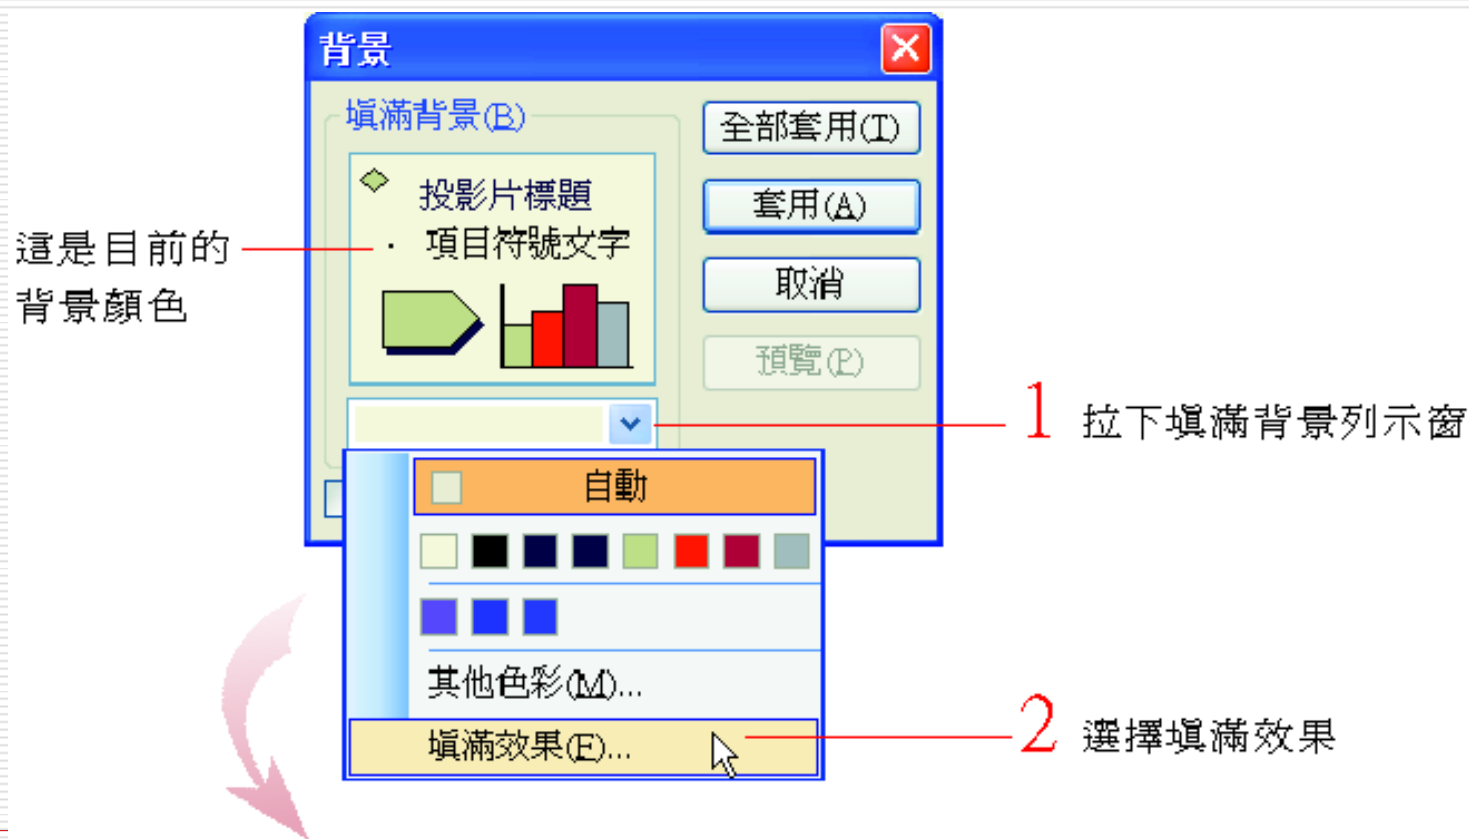 背景
填滿背景(B)
全部套用(T)
投影片標題
套用(A)
這是目前的
背景顏色
· 項目符號文字
取消
預覽(P)
1 拉下填滿背景列示窗
自動
其他色彩(M)...
填滿效果(F)...
2 選擇填滿效果